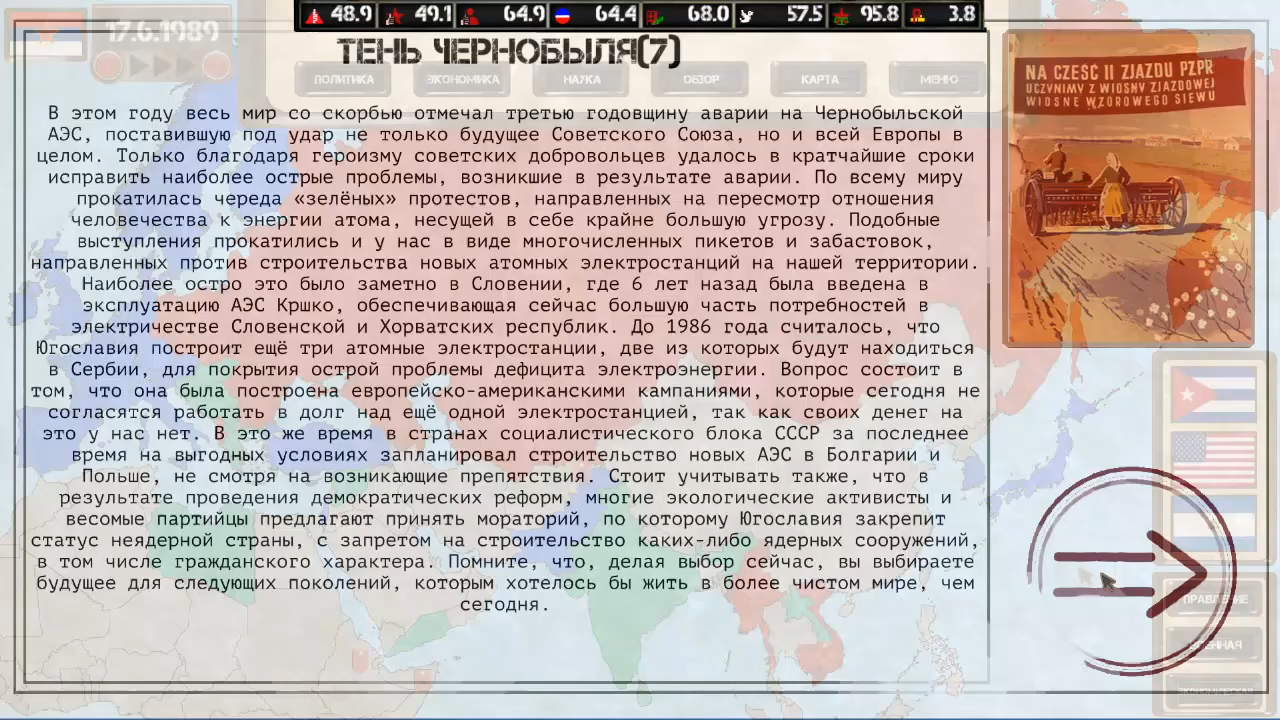 48.9 49.1 64.9 64.4 68.0 57.5 95.8 3.8
17.6.1989
ТЕНЬ ЧЕРНОБЫЛЯ(7)
ПОЛИТИКА ЭКОНОМИКА НАУКА ОБЗОР КАРТА МЕНЮ
В этом году весь мир со скорбью отмечал третью годовщину аварии на Чернобыльской
АЭС, поставившую под удар не только будущее Советского Союза, но и всей Европы в
целом. Только благодаря героизму советских добровольцев удалось в кратчайшие сроки
исправить наиболее острые проблемы, возникшие в результате аварии. По всему миру
прокатилась череда «зелёных» протестов, направленных на пересмотр отношения
человечества к энергии атома, несущей в себе крайне большую угрозу. Подобные
выступления прокатились и у нас в виде многочисленных пикетов и забастовок,
направленных против строительства новых атомных электростанций на нашей территории.
Наиболее остро это было заметно в Словении, где 6 лет назад была введена в
эксплуатацию АЭС Кршко, обеспечивающая сейчас большую часть потребностей в
электричестве Словенской и Хорватских республик. До 1986 года считалось, что
Югославия построит ещё три атомные электростанции, две из которых будут находиться
в Сербии, для покрытия острой проблемы дефицита электроэнергии. Вопрос состоит в
том, что она была построена европейско-американскими кампаниями, которые сегодня не
согласятся работать в долг над ещё одной электростанцией, так как своих денег на
это у нас нет. В это же время в странах социалистического блока СССР за последнее
время на выгодных условиях запланировал строительство новых АЭС в Болгарии и
Польше, не смотря на возникающие препятствия. Стоит учитывать также, что в
результате проведения демократических реформ, многие экологические активисты и
весомые партийцы предлагают принять мораторий, по которому Югославия закрепит
статус неядерной страны, с запретом на строительство каких-либо ядерных сооружений,
в том числе гражданского характера. Помните, что, делая выбор сейчас, вы выбираете
будущее для следующих поколений, которым хотелось бы жить в более чистом мире, чем
сегодня.
NA CZEŚĆ II ZJAZDU PZPR
UCZYNIMY Z WIOSNY ZJAZDOWEJ
WIOSNĘ WZOROWEGO SIEWU
ЭКОНОМИЧЕСКАЯ